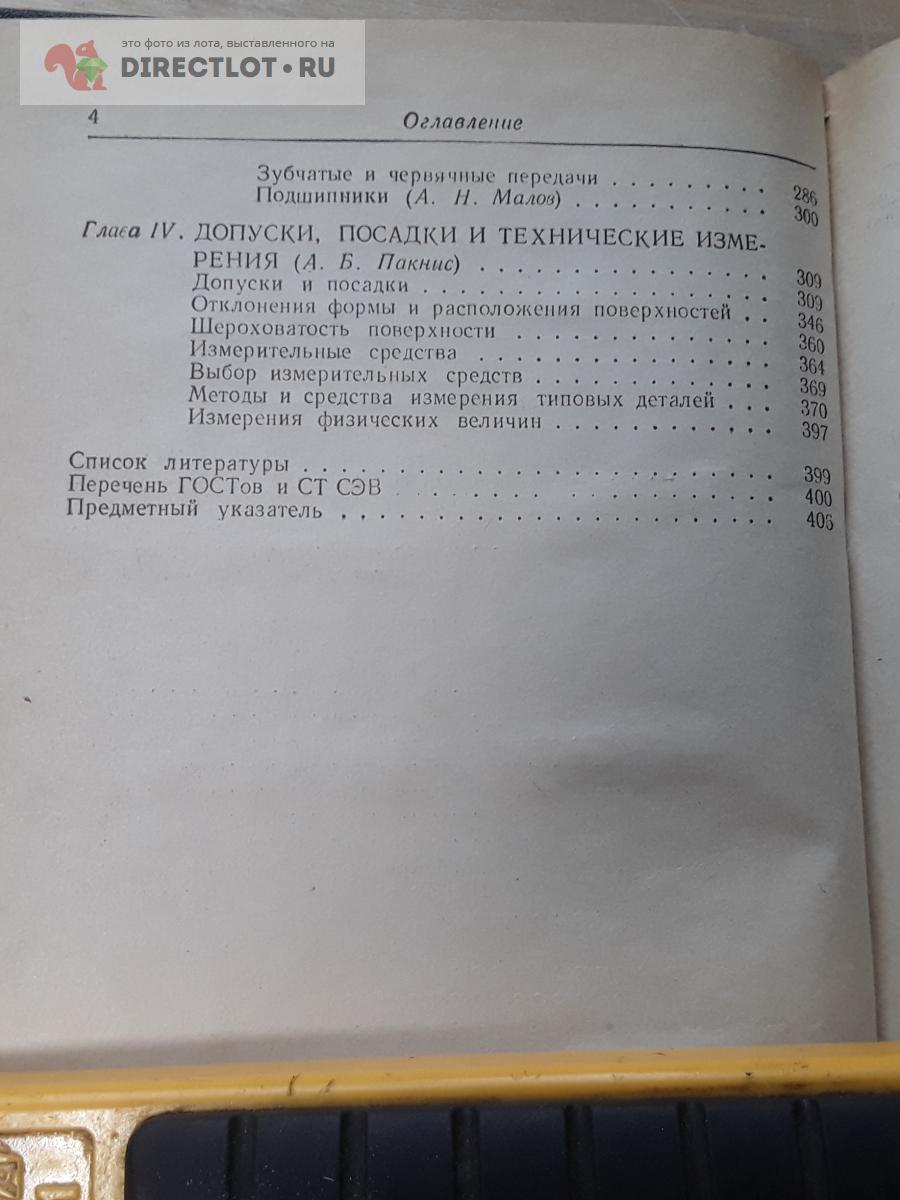 это фото из лота, выставленного на
DIRECTLOT.RU
4
Оглавление
Зубчатые и червячные передачи . . . . . . . . . 286
Подшипники (А. Н. Малов) . . . . . . . . . . . 300
Глава IV. ДОПУСКИ, ПОСАДКИ И ТЕХНИЧЕСКИЕ ИЗМЕ-
РЕНИЯ (А. Б. Пакнис) . . . . . . . . . . . . . 309
Допуски и посадки . . . . . . . . . . . . . . . 309
Отклонения формы и расположения поверхностей . . 346
Шероховатость поверхности . . . . . . . . . . . 360
Измерительные средства . . . . . . . . . . . . . 364
Выбор измерительных средств . . . . . . . . . . 369
Методы и средства измерения типовых деталей . . . 370
Измерения физических величин . . . . . . . . . . 397
Список литературы . . . . . . . . . . . . . . . . . . . . 399
Перечень ГОСТов и СТ СЭВ . . . . . . . . . . . . . . . 400
Предметный указатель . . . . . . . . . . . . . . . . . . 406